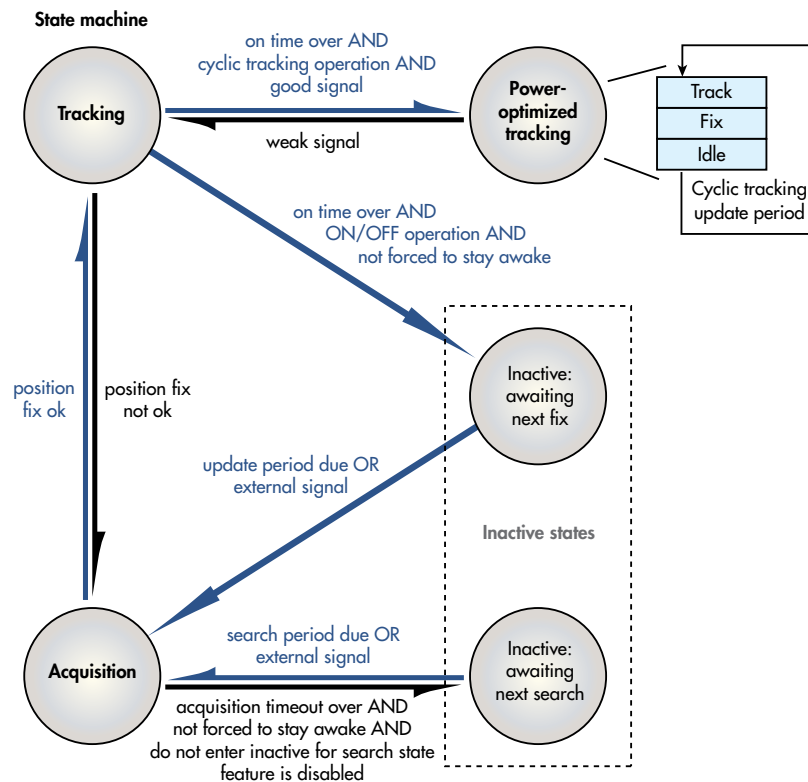 State machine
on time over AND
cyclic tracking operation AND
good signal
Tracking
Power-
optimized
tracking
weak signal
Track
Fix
Idle
Cyclic tracking
update period
on time over AND
ON/OFF operation AND
not forced to stay awake
position
fix ok
position fix
not ok
Inactive:
awaiting
next fix
update period due OR
external signal
Inactive states
Acquisition
search period due OR
external signal
Inactive:
awaiting
next search
acquisition timeout over AND
not forced to stay awake AND
do not enter inactive for search state
feature is disabled